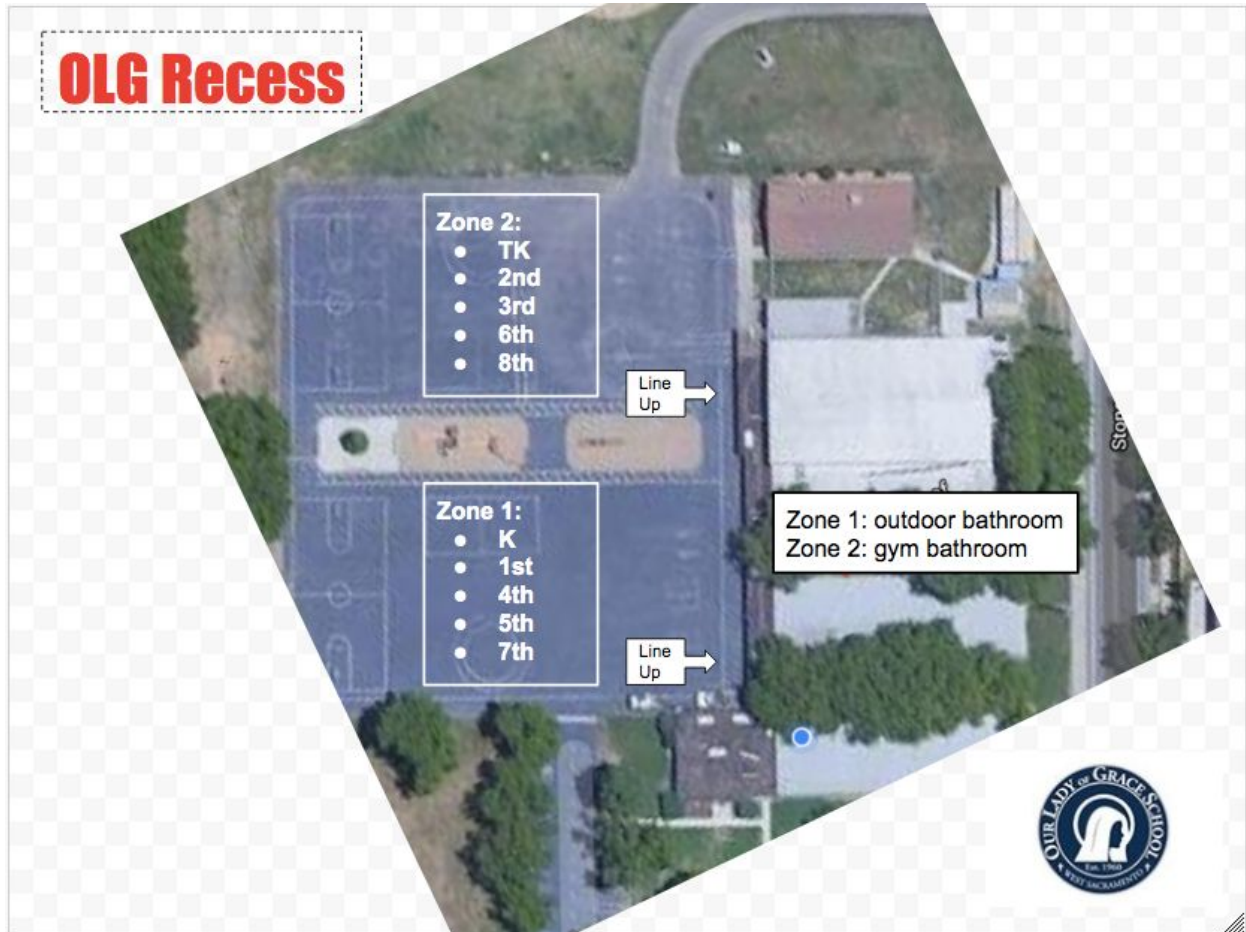 OLG Recess
Zone 2:
● TK
● 2nd
● 3rd
● 6th
● 8th
Line
Up
Zone 1:
● K
● 1st
● 4th
● 5th
● 7th
Line
Up
Zone 1: outdoor bathroom
Zone 2: gym bathroom
OUR LADY OF GRACE SCHOOL
Est. 1960
WEST SACRAMENTO